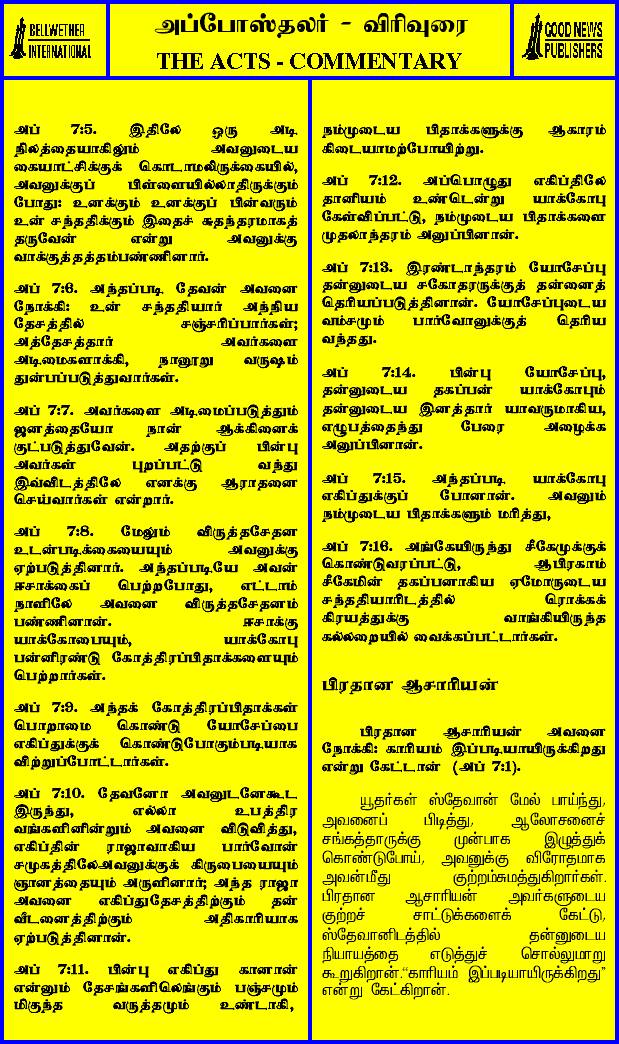 BELLWETHER
INTERNATIONAL
அப்போஸ்தலர் - விரிவுரை
THE ACTS - COMMENTARY
GOOD NEWS
PUBLISHERS
அப் 7:5. இதிலே ஒரு அடி
நிலத்தையாகிலும் அவனுடைய
கையாட்சிக்குக் கொடாமலிருக்கையில்,
அவனுக்குப் பிள்ளையில்லாதிருக்கும்
போது: உனக்கும் உனக்குப் பின்வரும்
உன் சந்ததிக்கும் இதைச் சுதந்தரமாகத்
தருவேன் என்று அவனுக்கு
வாக்குத்தத்தம்பண்ணினார்.
அப் 7:6. அந்தப்படி தேவன் அவனை
நோக்கி: உன் சந்ததியார் அந்நிய
தேசத்தில் சஞ்சரிப்பார்கள்;
அத்தேசத்தார் அவர்களை
அடிமைகளாக்கி, நானூறு வருஷம்
துன்பப்படுத்துவார்கள்.
அப் 7:7. அவர்களை அடிமைப்படுத்தும்
ஜனத்தையோ நான் ஆக்கினைக்
குட்படுத்துவேன். அதற்குப் பின்பு
அவர்கள் புறப்பட்டு வந்து
இவ்விடத்திலே எனக்கு ஆராதனை
செய்வார்கள் என்றார்.
அப் 7:8. மேலும் விருத்தசேதன
உடன்படிக்கையையும் அவனுக்கு
ஏற்படுத்தினார். அந்தப்படியே அவன்
ஈசாக்கைப் பெற்றபோது, எட்டாம்
நாளிலே அவனை விருத்தசேதனம்
பண்ணினான். ஈசாக்கு
யாக்கோபையும், யாக்கோபு
பன்னிரண்டு கோத்திரப்பிதாக்களையும்
பெற்றார்கள்.
அப் 7:9. அந்தக் கோத்திரப்பிதாக்கள்
பொறாமை கொண்டு யோசேப்பை
எகிப்துக்குக் கொண்டுபோகும்படியாக
விற்றுப்போட்டார்கள்.
அப் 7:10. தேவனோ அவனுடனேகூட
இருந்து, எல்லா உபத்திர
வங்களினின்றும் அவனை விடுவித்து,
எகிப்தின் ராஜாவாகிய பார்வோன்
சமுகத்திலேஅவனுக்குக் கிருபையையும்
ஞானத்தையும் அருளினார்; அந்த ராஜா
அவனை எகிப்துதேசத்திற்கும் தன்
வீடனைத்திற்கும் அதிகாரியாக
ஏற்படுத்தினான்.
அப் 7:11. பின்பு எகிப்து கானான்
என்னும் தேசங்களிலெங்கும் பஞ்சமும்
மிகுந்த வருத்தமும் உண்டாகி,
நம்முடைய பிதாக்களுக்கு ஆகாரம்
கிடையாமற்போயிற்று.
அப் 7:12. அப்பொழுது எகிப்திலே
தானியம் உண்டென்று யாக்கோபு
கேள்விப்பட்டு, நம்முடைய பிதாக்களை
முதலாந்தரம் அனுப்பினான்.
அப் 7:13. இரண்டாந்தரம் யோசேப்பு
தன்னுடைய சகோதரருக்குத் தன்னைத்
தெரியப்படுத்தினான். யோசேப்புடைய
வம்சமும் பார்வோனுக்குத் தெரிய
வந்தது.
அப் 7:14. பின்பு யோசேப்பு,
தன்னுடைய தகப்பன் யாக்கோபும்
தன்னுடைய இனத்தார் யாவருமாகிய,
எழுபத்தைந்து பேரை அழைக்க
அனுப்பினான்.
அப் 7:15. அந்தப்படி யாக்கோபு
எகிப்துக்குப் போனான். அவனும்
நம்முடைய பிதாக்களும் மரித்து,
அப் 7:16. அங்கேயிருந்து சீகேமுக்குக்
கொண்டுவரப்பட்டு, ஆபிரகாம்
சீகேமின் தகப்பனாகிய ஏமோருடைய
சந்ததியாரிடத்தில் ரொக்கக்
கிரயத்துக்கு வாங்கியிருந்த
கல்லறையில் வைக்கப்பட்டார்கள்.
பிரதான ஆசாரியன்
பிரதான ஆசாரியன் அவனை
நோக்கி: காரியம் இப்படியாயிருக்கிறதா
என்று கேட்டான் (அப் 7:1).
யூதர்கள் ஸ்தேவான் மேல் பாய்ந்து,
அவனைப் பிடித்து, ஆலோசனைச்
சங்கத்தாருக்கு முன்பாக இழுத்துக்
கொண்டுபோய், அவனுக்கு விரோதமாக
அவன்மீது குற்றம்சுமத்துகிறார்கள்.
பிரதான ஆசாரியன் அவர்களுடைய
குற்றச் சாட்டுக்களைக் கேட்டு,
ஸ்தேவானிடத்தில் தன்னுடைய
நியாயத்தை எடுத்துச் சொல்லுமாறு
கூறுகிறான்.“காரியம் இப்படியாயிருக்கிறதா”
என்று கேட்கிறான்.